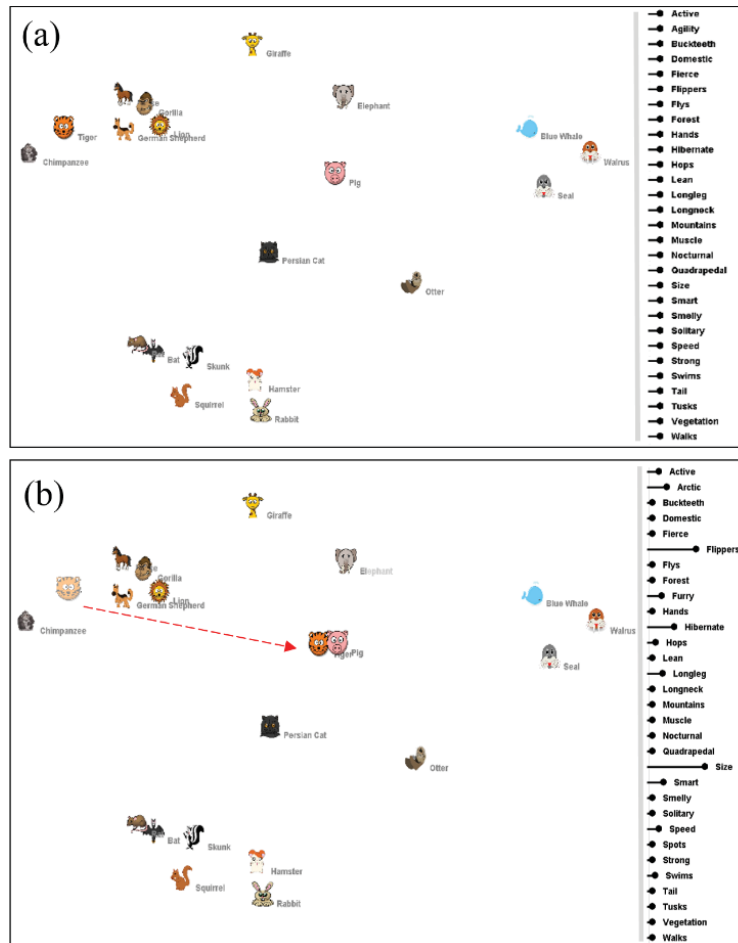 (a)
Giraffe
Elephant
Gorilla
Lion
Tiger
German Shepherd
Blue Whale
Walrus
Chimpanzee
Pig
Seal
Persian Cat
Otter
Bat
Skunk
Hamster
Squirrel
Rabbit
Active
Agility
Buckteeth
Domestic
Fierce
Flippers
Flys
Forest
Hands
Hibernate
Hops
Lean
Longleg
Longneck
Mountains
Muscle
Nocturnal
Quadrapedal
Size
Smart
Smelly
Solitary
Speed
Strong
Swims
Tail
Tusks
Vegetation
Walks
(b)
Giraffe
Elephant
Gorilla
Lion
German Shepherd
Blue Whale
Walrus
Chimpanzee
Tiger
Pig
Seal
Persian Cat
Otter
Bat
Skunk
Hamster
Squirrel
Rabbit
Active
Arctic
Buckteeth
Domestic
Fierce
Flippers
Flys
Forest
Furry
Hands
Hibernate
Hops
Lean
Longleg
Longneck
Mountains
Muscle
Nocturnal
Quadrapedal
Size
Smart
Smelly
Solitary
Speed
Spots
Strong
Swims
Tail
Tusks
Vegetation
Walks